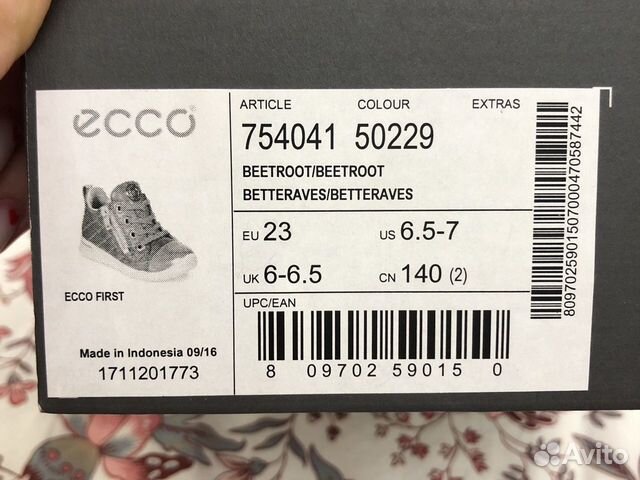 ecco
ARTICLE COLOUR EXTRAS
754041 50229
BEETROOT/BEETROOT
BETTERAVES/BETTERAVES
EU 23 US 6.5-7
UK 6-6.5 CN 140 (2)
ECCO FIRST
UPC/EAN
Made in Indonesia 09/16
1711201773
8 09702 59015 0
8097025901507000470587442
Avito